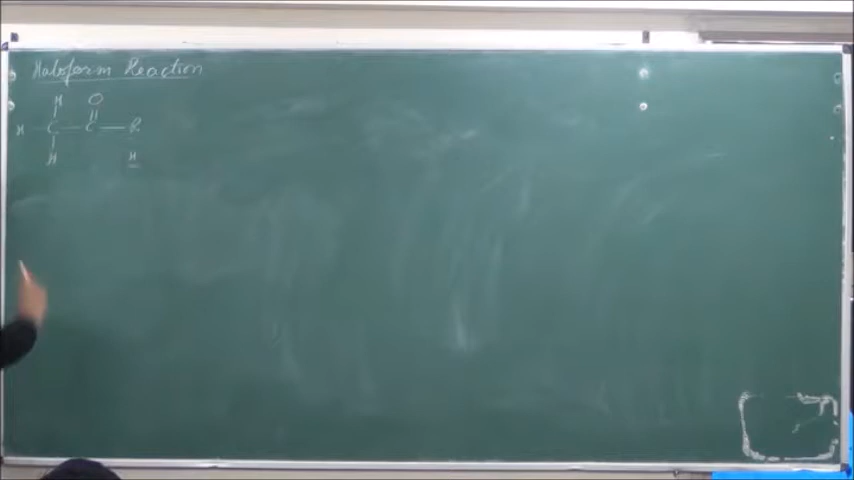 Haloform Reaction
H O
||
H C — C — R
H H